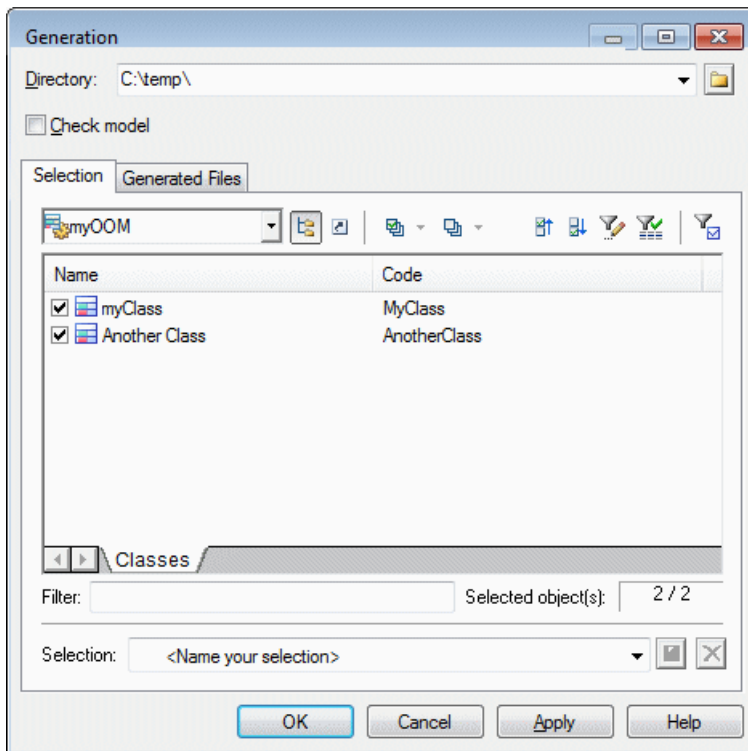 Generation
Directory: C:\temp\
Check model
Selection Generated Files
myOOM
Name Code
myClass MyClass
Another Class AnotherClass
Classes
Filter: Selected object(s): 2 / 2
Selection: <Name your selection>
OK Cancel Apply Help